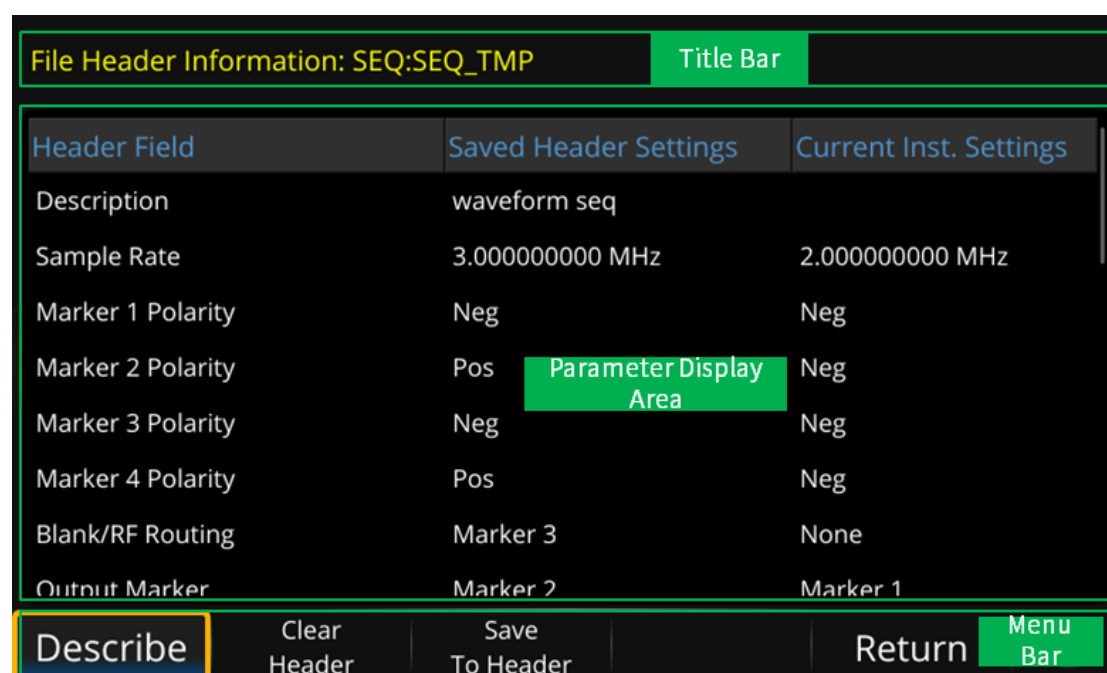 File Header Information: SEQ:SEQ_TMP
Title Bar
Header Field Saved Header Settings Current Inst. Settings
Description waveform seq
Sample Rate 3.000000000 MHz 2.000000000 MHz
Marker 1 Polarity Neg Neg
Marker 2 Polarity Pos Neg
Parameter Display
Area
Marker 3 Polarity Neg Neg
Marker 4 Polarity Pos Neg
Blank/RF Routing Marker 3 None
Output Marker Marker 2 Marker 1
Describe
Clear
Header
Save
To Header
Return
Menu
Bar